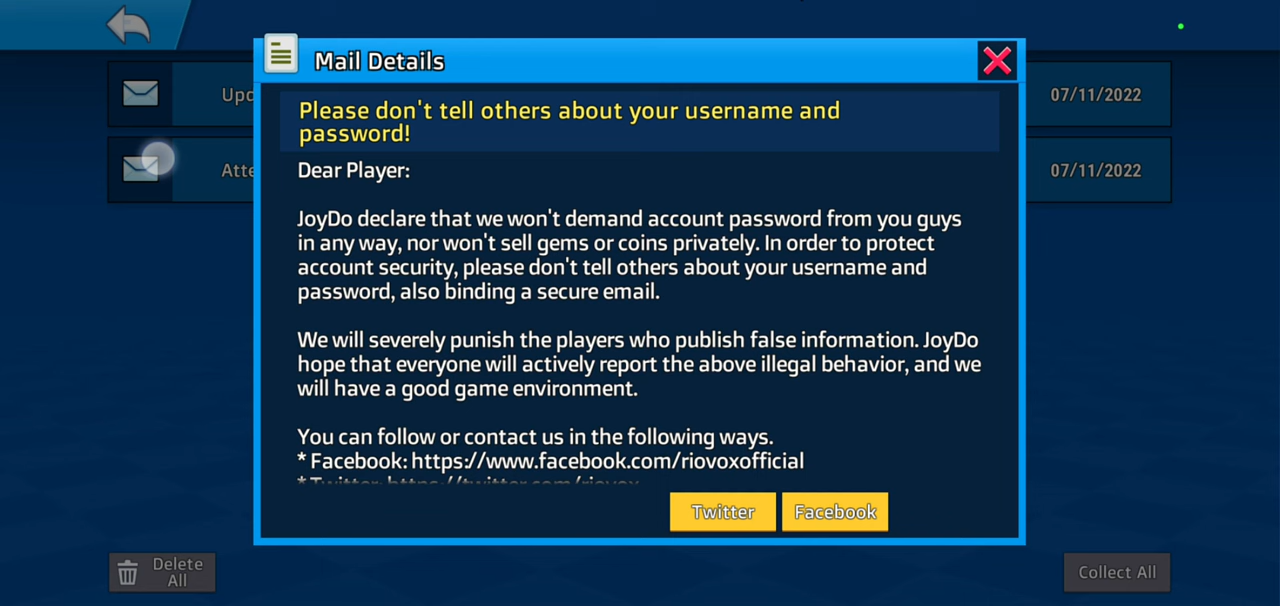 Mail Details
Upd
Please don't tell others about your username and
password!
07/11/2022
Dear Player:
Atte
07/11/2022
JoyDo declare that we won't demand account password from you guys
in any way, nor won't sell gems or coins privately. In order to protect
account security, please don't tell others about your username and
password, also binding a secure email.
We will severely punish the players who publish false information. JoyDo
hope that everyone will actively report the above illegal behavior, and we
will have a good game environment.
You can follow or contact us in the following ways.
* Facebook: https://www.facebook.com/riovoxofficial
* Twitter: https://twitter.com/riovox
Twitter
Facebook
Delete
All
Collect All